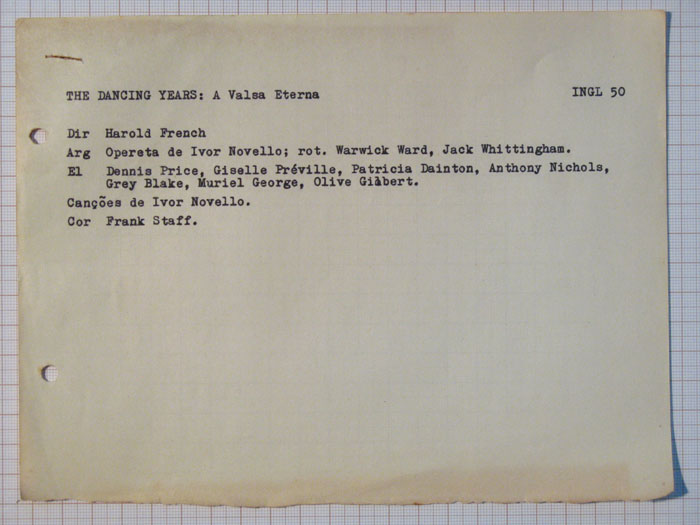 THE DANCING YEARS: A Valsa Eterna INGL 50
Dir Harold French
Arg Opereta de Ivor Novello; rot. Warwick Ward, Jack Whittingham.
El Dennis Price, Giselle Préville, Patricia Dainton, Anthony Nichols,
Grey Blake, Muriel George, Olive Gilbert.
Canções de Ivor Novello.
Cor Frank Staff.